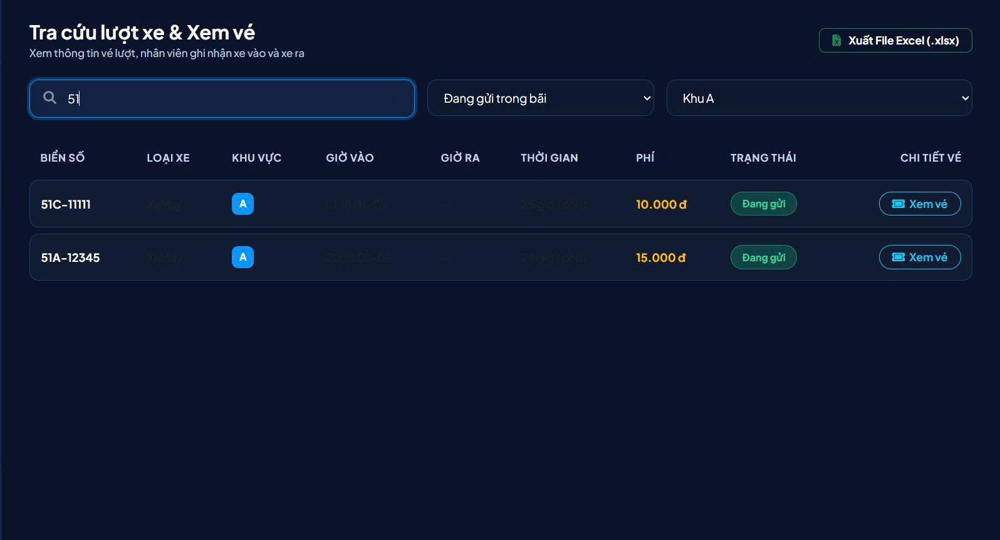 Tra cứu lượt xe & Xem vé
Xem thông tin vé lượt, nhân viên ghi nhận xe vào và xe ra
Xuất File Excel (.xlsx)
51
Đang gửi trong bãi
Khu A
BIỂN SỐ LOẠI XE KHU VỰC GIỜ VÀO GIỜ RA THỜI GIAN PHÍ TRẠNG THÁI CHI TIẾT VÉ
51C-11111 XeMay A 21:18 01-09 — 25 giờ 1 phút 10.000 đ Đang gửi Xem vé
51A-12345 XeMay A 20:18 01-09 — 26 giờ 1 phút 15.000 đ Đang gửi Xem vé